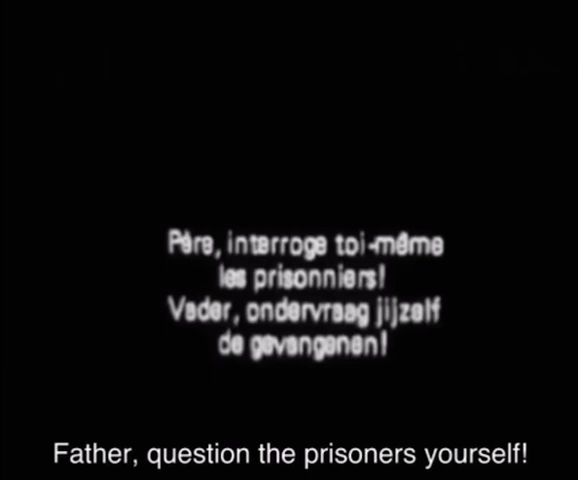 Père, interroge toi-même
les prisonniers!
Vader, ondervraag jijzelf
de gevangenen!
Father, question the prisoners yourself!